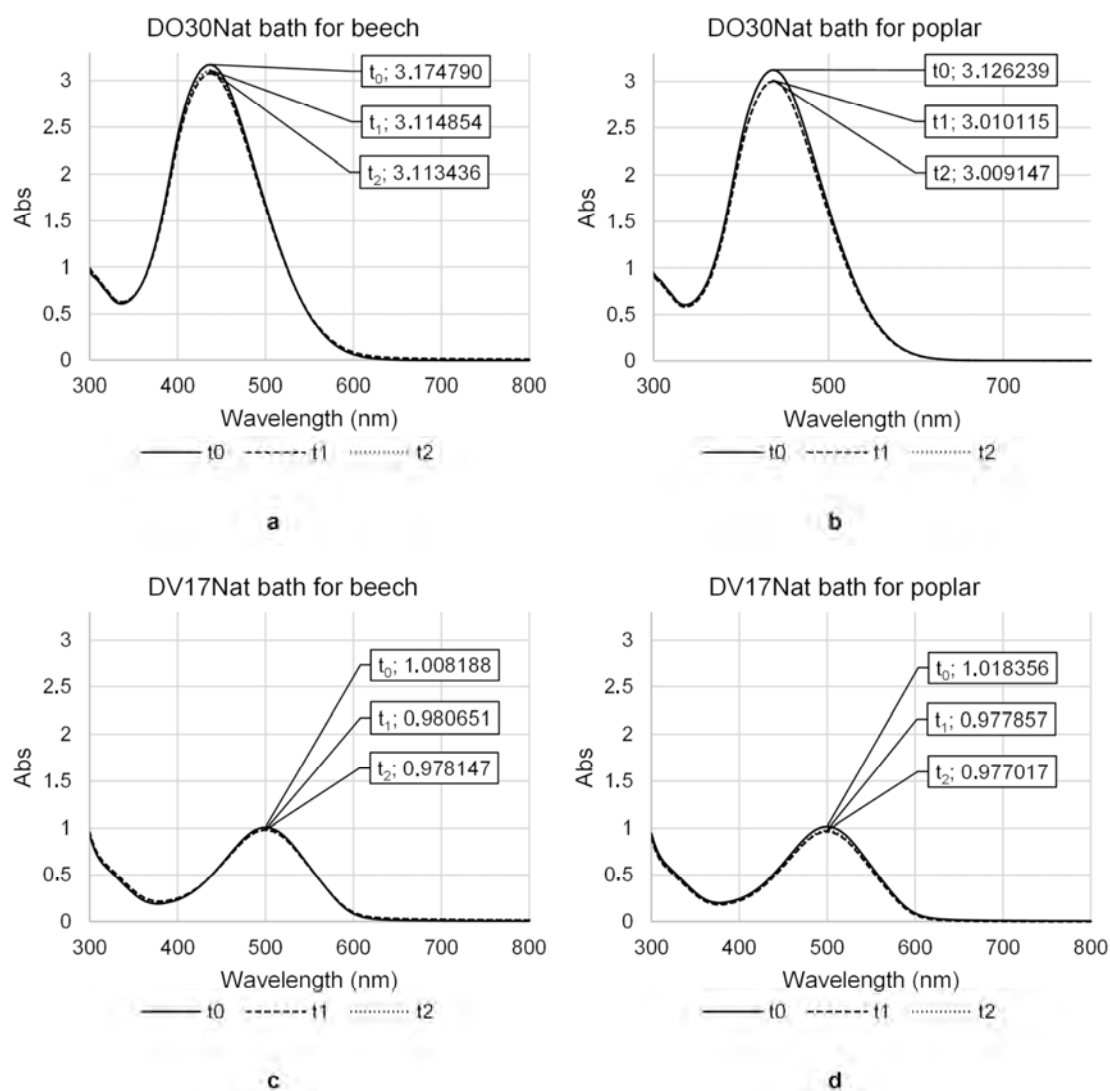 DO30Nat bath for beech
3
2.5
2
1.5
1
0.5
0
Abs
t₀; 3.174790
t₁; 3.114854
t₂; 3.113436
300 400 500 600 700 800
Wavelength (nm)
t0 t1 t2
a
DO30Nat bath for poplar
3
2.5
2
1.5
1
0.5
0
Abs
t0; 3.126239
t1; 3.010115
t2; 3.009147
300 500 700
Wavelength (nm)
t0 t1 t2
b
DV17Nat bath for beech
3
2.5
2
1.5
1
0.5
0
Abs
t₀; 1.008188
t₁; 0.980651
t₂; 0.978147
300 400 500 600 700 800
Wavelength (nm)
t0 t1 t2
c
DV17Nat bath for poplar
3
2.5
2
1.5
1
0.5
0
Abs
t₀; 1.018356
t₁; 0.977857
t₂; 0.977017
300 400 500 600 700 800
Wavelength (nm)
t0 t1 t2
d